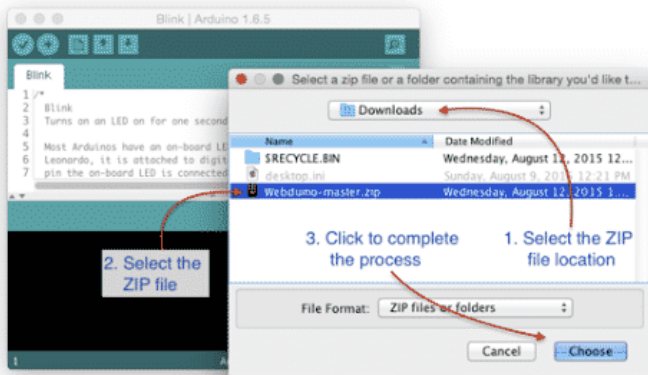 Blink | Arduino 1.6.5
Blink
1 /*
2 Blink
3 Turns on an LED on for one second
4
5 Most Arduinos have an on-board LE
6 Leonardo, it is attached to digit
7 pin the on-board LED is connected
Select a zip file or a folder containing the library you'd like t...
Downloads
Name Date Modified
$RECYCLE.BIN Wednesday, August 12, 2015 12...
desktop.ini Sunday, August 9, 2015 12:21 PM
Webduino-master.zip Wednesday, August 12, 2015 1...
2. Select the
ZIP file
3. Click to complete
the process
1. Select the ZIP
file location
File Format: ZIP files or folders
Cancel Choose
1